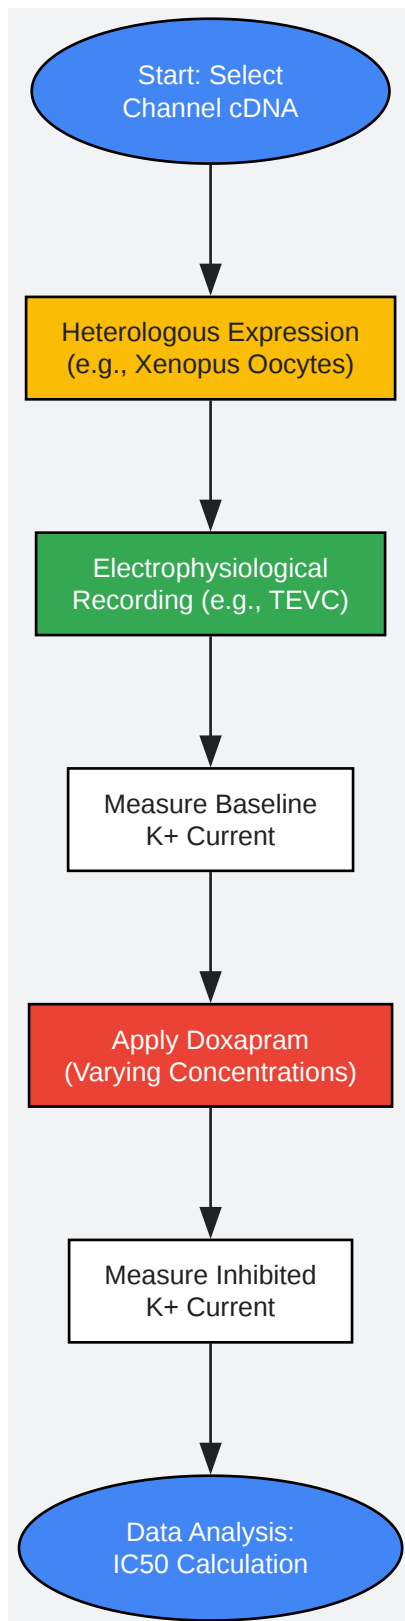 Start: Select
Channel cDNA
Heterologous Expression
(e.g., Xenopus Oocytes)
Electrophysiological
Recording (e.g., TEVC)
Measure Baseline
K+ Current
Apply Doxapram
(Varying Concentrations)
Measure Inhibited
K+ Current
Data Analysis:
IC50 Calculation